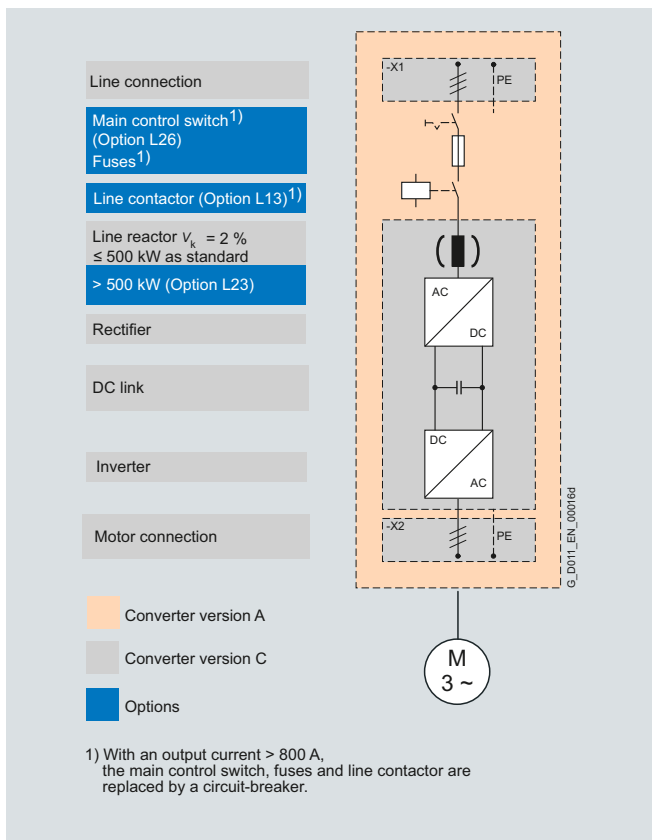 Line connection
Main control switch1)
(Option L26)
Fuses1)
Line contactor (Option L13)1)
Line reactor Vk = 2 %
≤ 500 kW as standard
> 500 kW (Option L23)
Rectifier
DC link
Inverter
Motor connection
-X1
PE
AC
DC
DC
AC
-X2
PE
M
3 ~
G_D011_EN_00016d
Converter version A
Converter version C
Options
1) With an output current > 800 A,
the main control switch, fuses and line contactor are
replaced by a circuit-breaker.